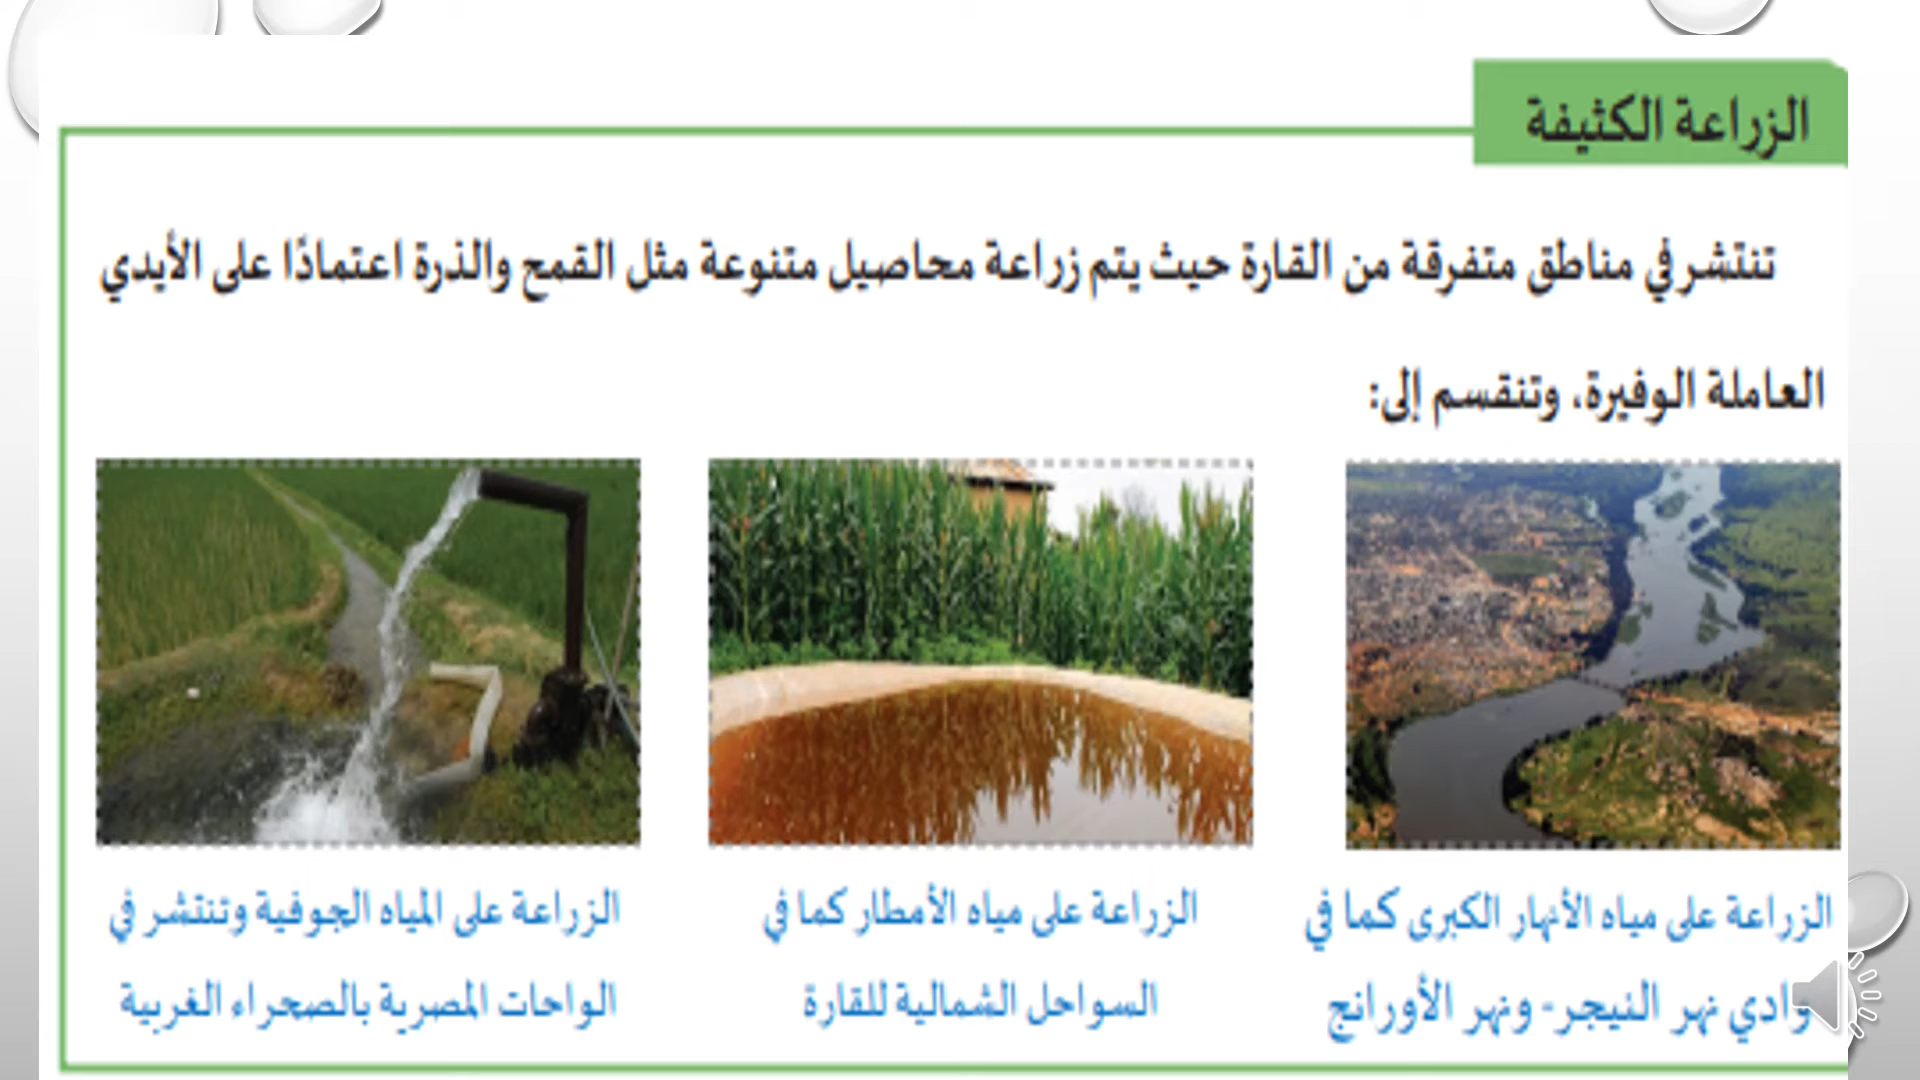 الزراعة الكثيفة
تنتشر في مناطق متفرقة من القارة حيث يتم زراعة محاصيل متنوعة مثل القمح والذرة اعتمادًا على الأيدي
العاملة الوفيرة، وتنقسم إلى:
الزراعة على مياه الأنهار الكبرى كما في
وادي نهر النيجر- ونهر الأورانج
الزراعة على مياه الأمطار كما في
السواحل الشمالية للقارة
الزراعة على المياه الجوفية وتنتشر في
الواحات المصرية بالصحراء الغربية